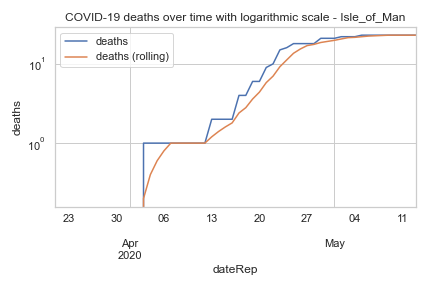 COVID-19 deaths over time with logarithmic scale - Isle_of_Man
deaths
deaths (rolling)
10¹
10⁰
deaths
23 30 06 13 20 27 04 11
Apr May
2020
dateRep